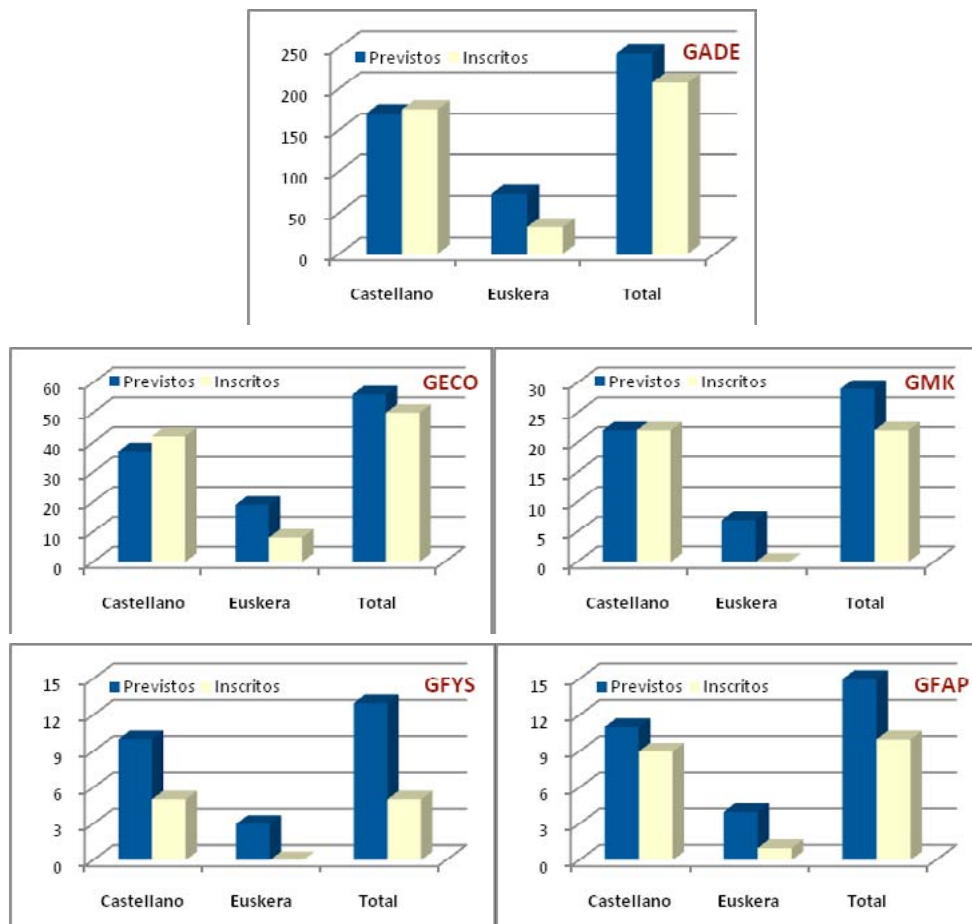 GADE
Previstos Inscritos
250
200
150
100
50
0
Castellano Euskera Total
GECO
Previstos Inscritos
60
50
40
30
20
10
0
Castellano Euskera Total
GMK
Previstos Inscritos
30
25
20
15
10
5
0
Castellano Euskera Total
GFYS
Previstos Inscritos
15
12
9
6
3
0
Castellano Euskera Total
GFAP
Previstos Inscritos
15
12
9
6
3
0
Castellano Euskera Total